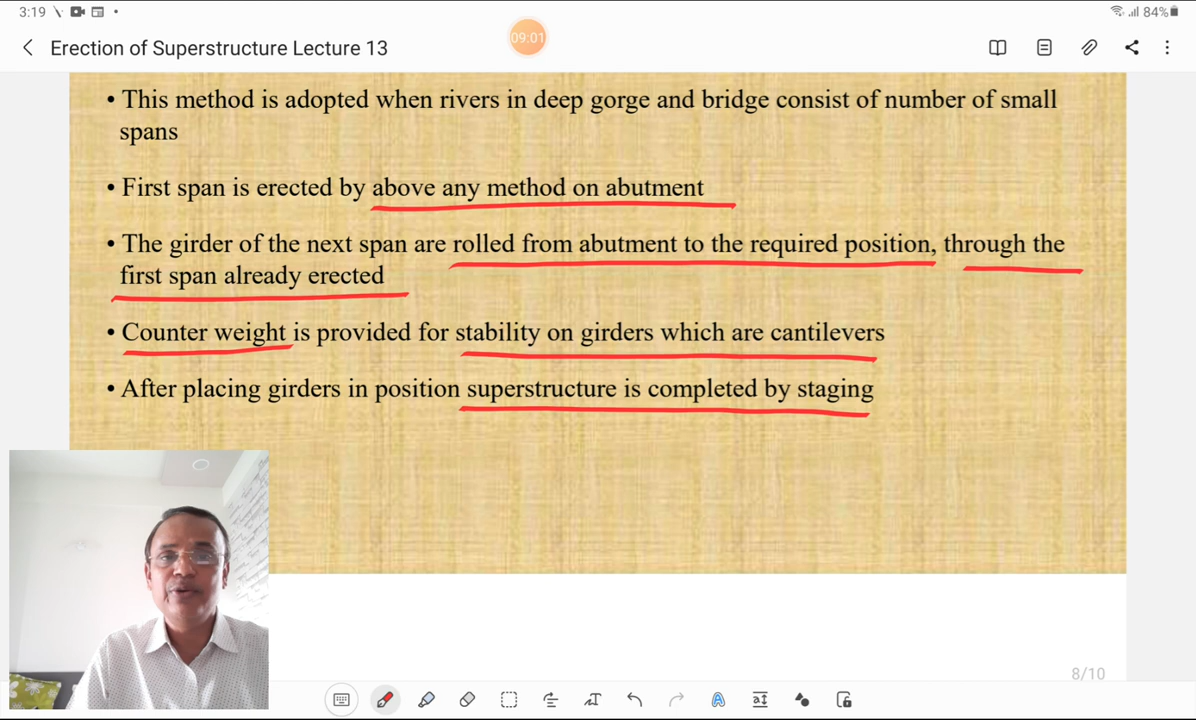 3:19
84%
Erection of Superstructure Lecture 13
09:01
• This method is adopted when rivers in deep gorge and bridge consist of number of small
spans
• First span is erected by above any method on abutment
• The girder of the next span are rolled from abutment to the required position, through the
first span already erected
• Counter weight is provided for stability on girders which are cantilevers
• After placing girders in position superstructure is completed by staging
8/10